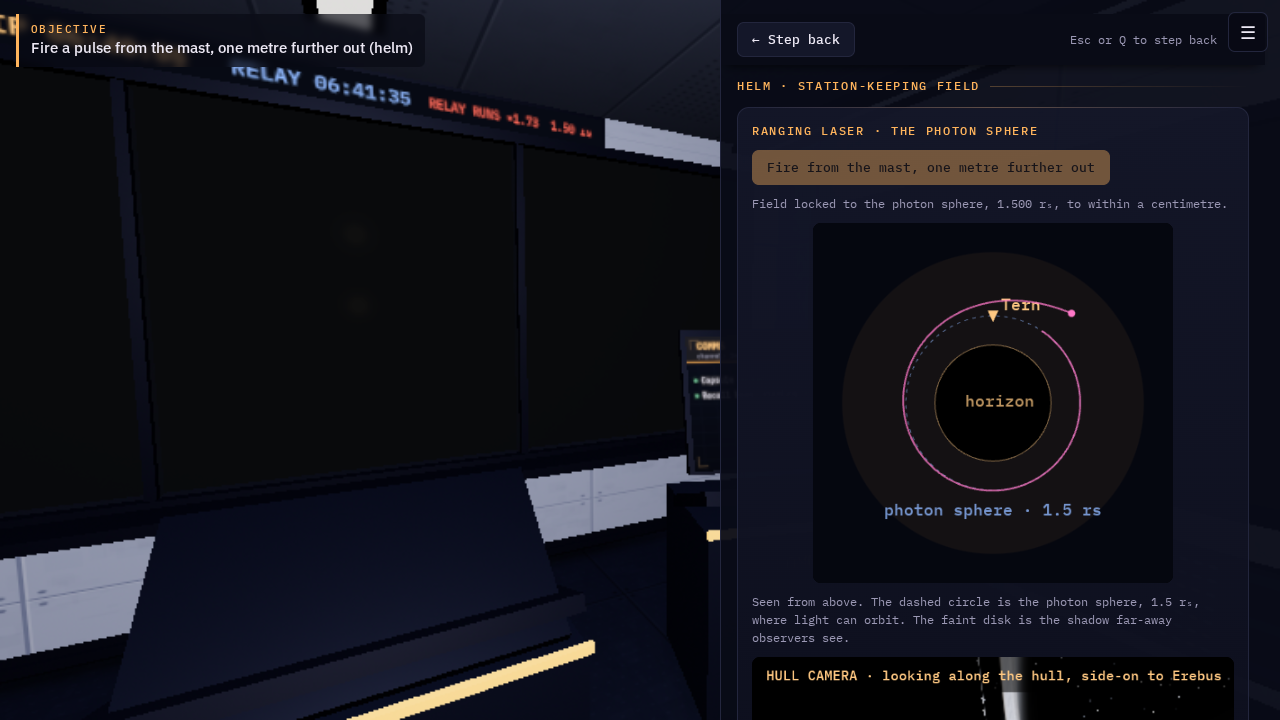 OBJECTIVE
Fire a pulse from the mast, one metre further out (helm)
RELAY 06:41:35
RELAY RUNS ×1.73 1.50 rs
← Step back
Esc or Q to step back
☰
HELM · STATION-KEEPING FIELD
RANGING LASER · THE PHOTON SPHERE
Fire from the mast, one metre further out
Field locked to the photon sphere, 1.500 rₛ, to within a centimetre.
Tern
horizon
photon sphere · 1.5 rs
Seen from above. The dashed circle is the photon sphere, 1.5 rₛ,
where light can orbit. The faint disk is the shadow far-away
observers see.
HULL CAMERA · looking along the hull, side-on to Erebus